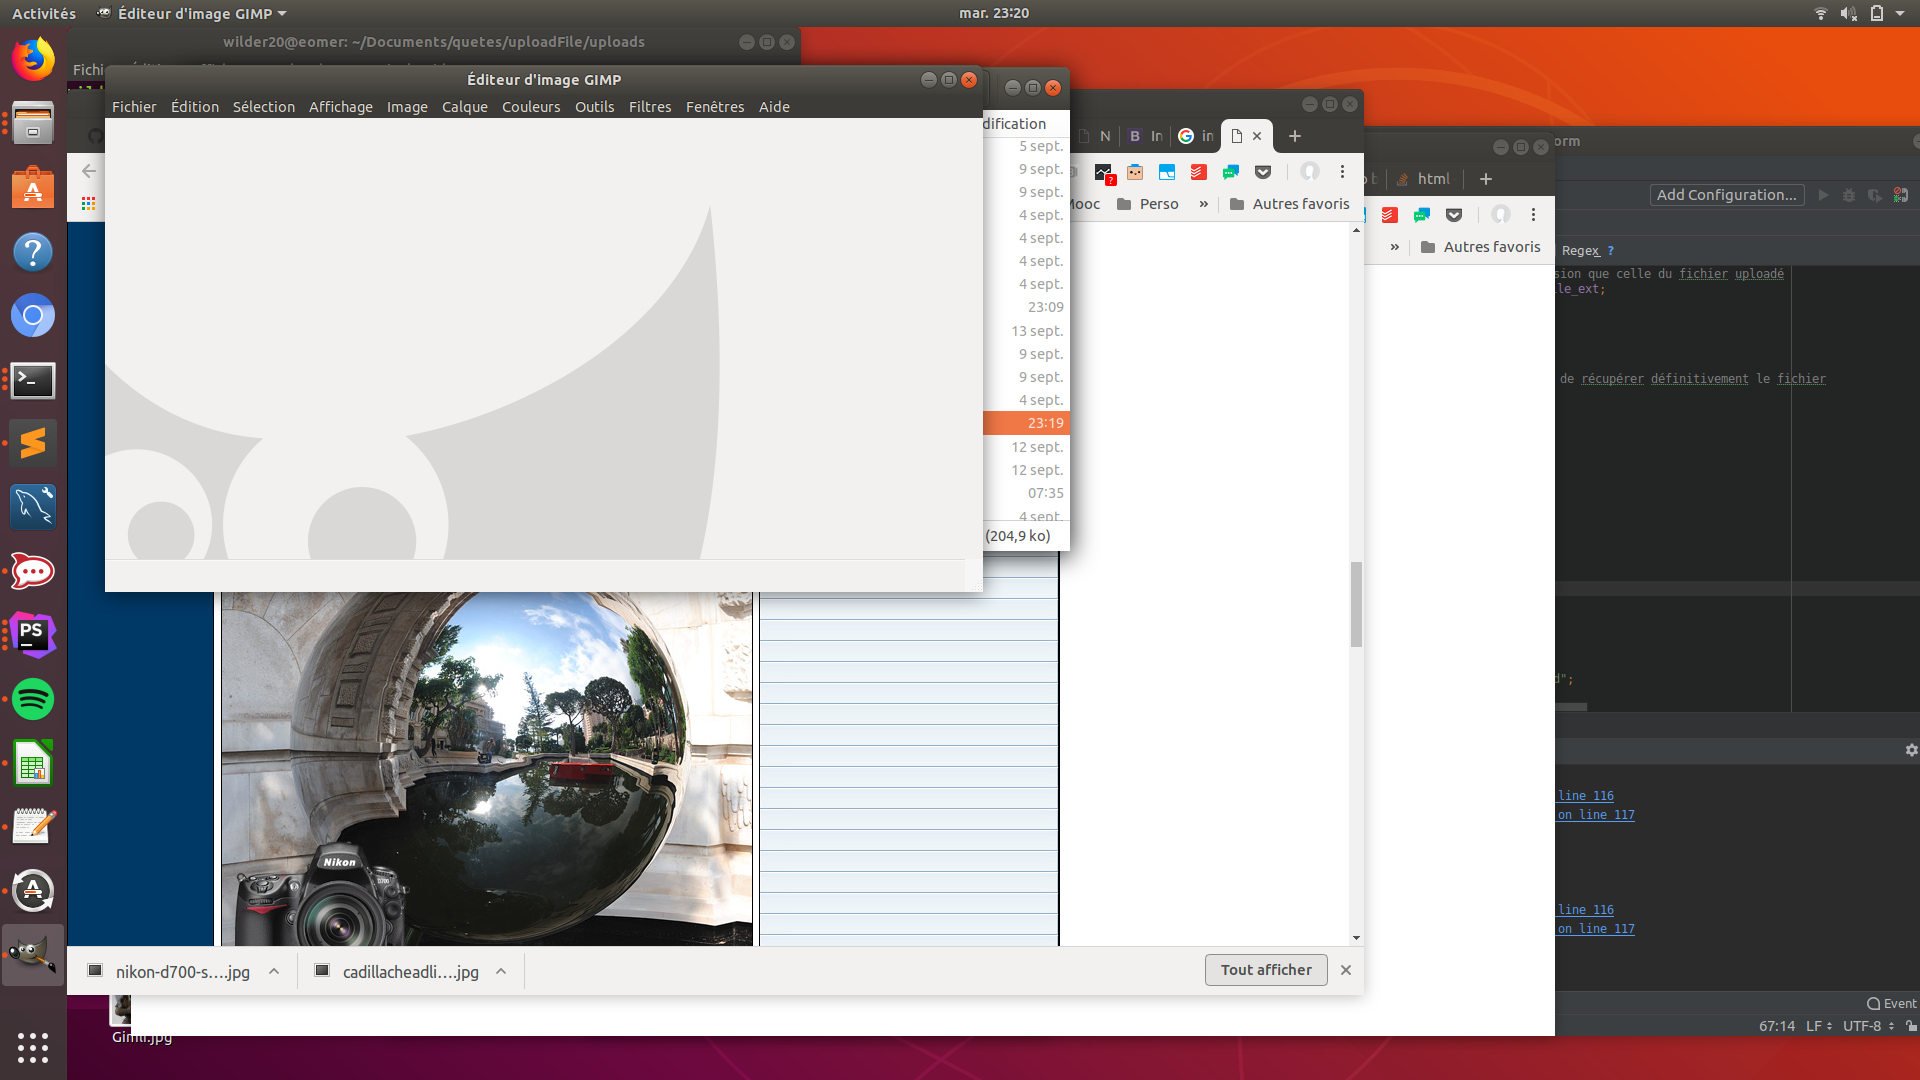 Activités
Éditeur d'image GIMP
mar. 23:20
wilder20@eomer: ~/Documents/quetes/uploadFile/uploads
Fichi
Éditeur d'image GIMP
Fichier Édition Sélection Affichage Image Calque Couleurs Outils Filtres Fenêtres Aide
dification
5 sept.
9 sept.
9 sept.
4 sept.
4 sept.
4 sept.
4 sept.
23:09
13 sept.
9 sept.
9 sept.
4 sept.
23:19
12 sept.
12 sept.
07:35
4 sept.
(204,9 ko)
N
B In
G in
?
Mooc
Perso
»
Autres favoris
html
»
Autres favoris
orm
Add Configuration...
Regex ?
sion que celle du fichier uploadé
le_ext;
de récupérer définitivement le fichier
d";
line 116
on line 117
line 116
on line 117
Event
67:14 LF UTF-8
PS
Nikon
D700
nikon-d700-s....jpg
cadillacheadli....jpg
Tout afficher
Gimli.jpg